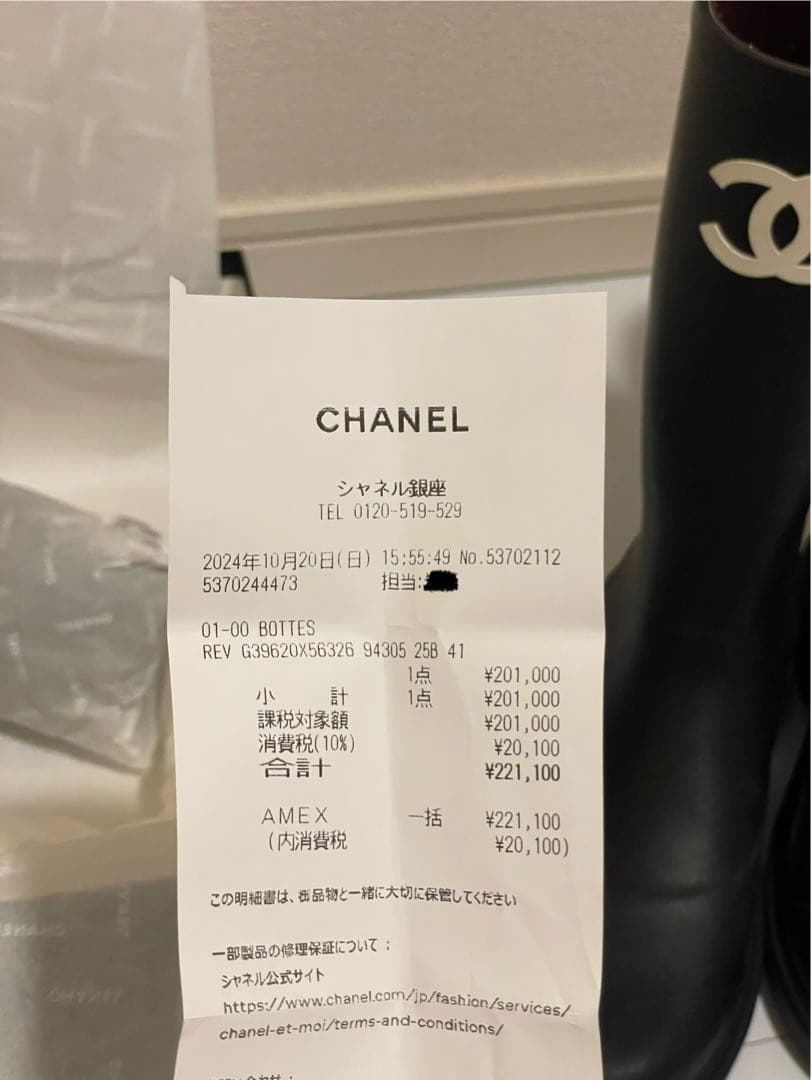 CHANEL
シャネル銀座
TEL 0120-519-529
2024年10月20日(日) 15:55:49 No.53702112
5370244473 担当:
01-00 BOTTES
REV G39620X56326 94305 25B 41
1点 ¥201,000
小 計 1点 ¥201,000
課税対象額 ¥201,000
消費税(10%) ¥20,100
合計 ¥221,100
AMEX 一括 ¥221,100
(内消費税 ¥20,100)
この明細書は、御品物と一緒に大切に保管してください
一部製品の修理保証について：
シャネル公式サイト
https://www.chanel.com/jp/fashion/services/
chanel-et-moi/terms-and-conditions/